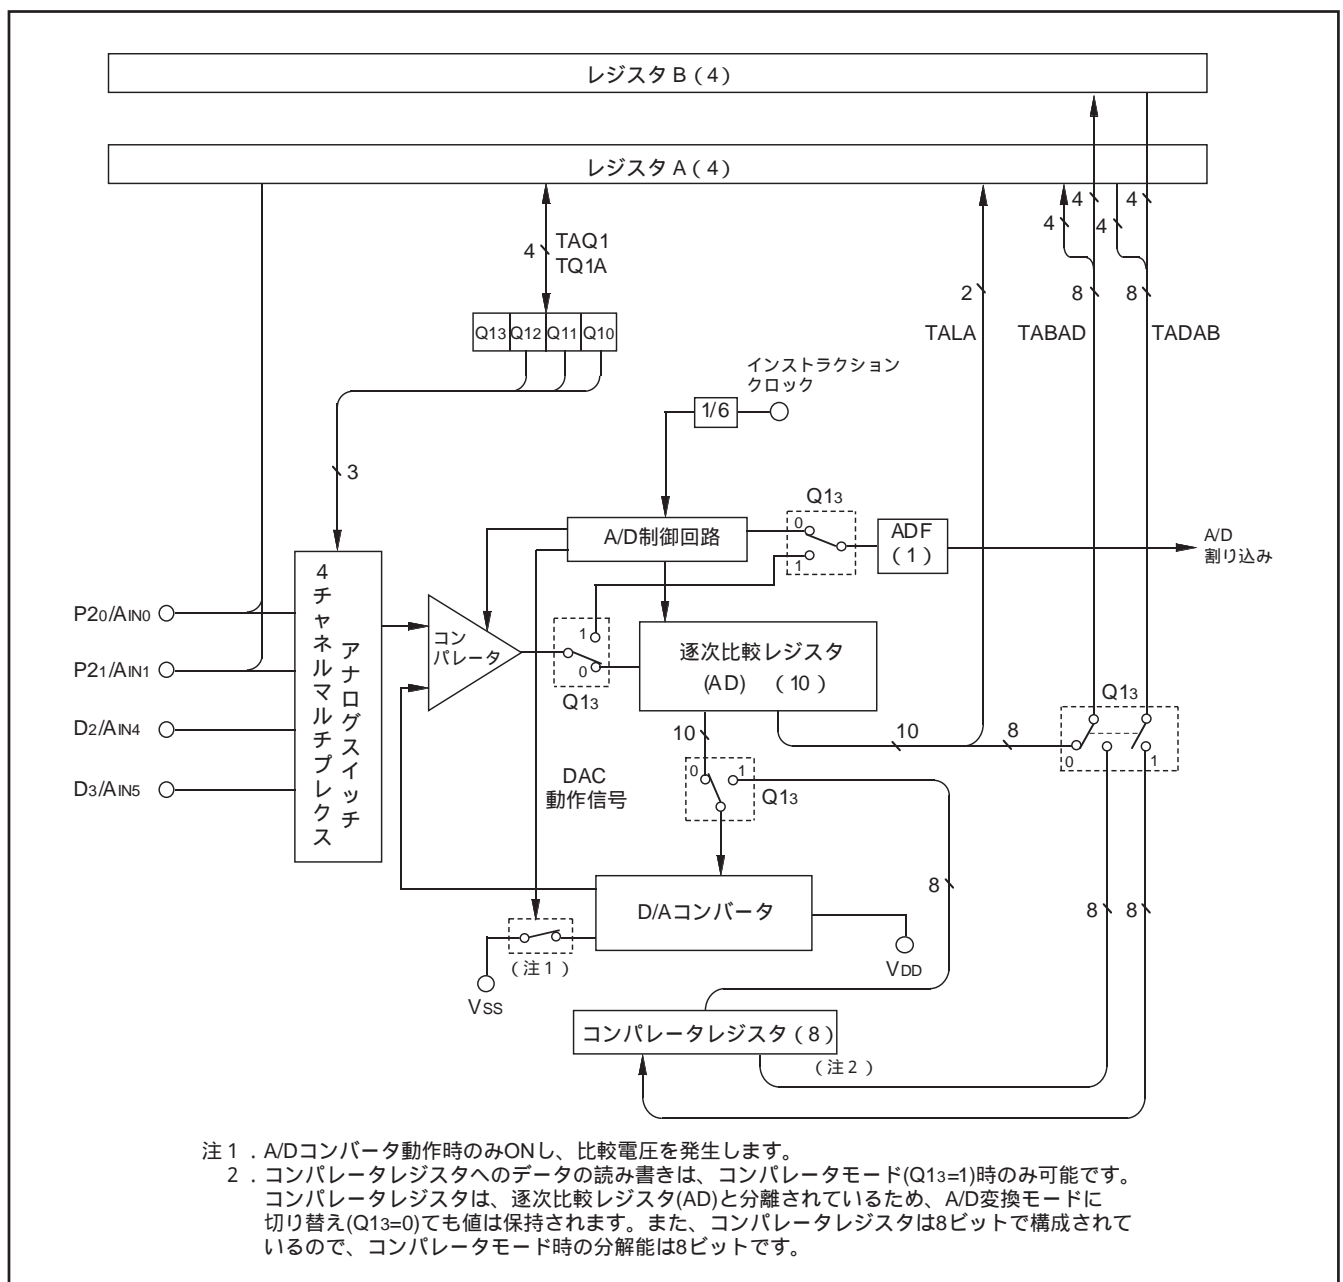 レジスタ B（4）
レジスタ A（4）
4
4
4
4
4
TAQ1
TQ1A
2
8
8
TALA
TABAD
TADAB
Q13
Q12
Q11
Q10
インストラクション
クロック
1/6
3
Q13
0
1
A/D制御回路
ADF
（1）
A/D
割り込み
4チャネルマルチプレクス
アナログスイッチ
P20/AIN0
P21/AIN1
D2/AIN4
D3/AIN5
コン
パレータ
1
0
Q13
逐次比較レジスタ
(AD) （10）
Q13
0
1
10
10
8
DAC
動作信号
0
1
Q13
8
8
8
D/Aコンバータ
（注1）
VSS
VDD
コンパレータレジスタ（8）
（注2）
注1．A/Dコンバータ動作時のみONし、比較電圧を発生します。
2．コンパレータレジスタへのデータの読み書きは、コンパレータモード(Q13=1)時のみ可能です。
コンパレータレジスタは、逐次比較レジスタ(AD)と分離されているため、A/D変換モードに
切り替え(Q13=0)ても値は保持されます。また、コンパレータレジスタは8ビットで構成されて
いるので、コンパレータモード時の分解能は8ビットです。